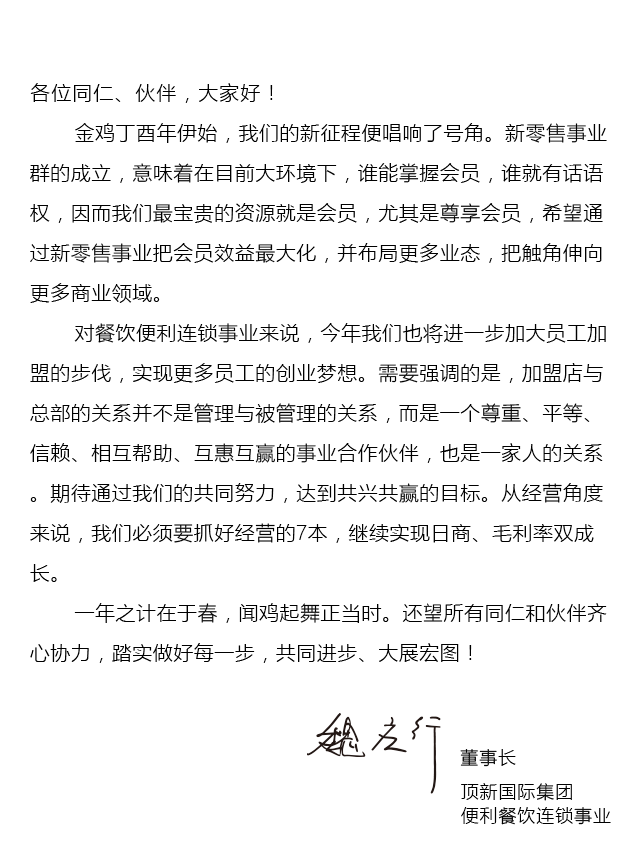 各位同仁、伙伴，大家好！
金鸡丁酉年伊始，我们的新征程便唱响了号角。新零售事业
群的成立，意味着在目前大环境下，谁能掌握会员，谁就有话语
权，因而我们最宝贵的资源就是会员，尤其是尊享会员，希望通
过新零售事业把会员效益最大化，并布局更多业态，把触角伸向
更多商业领域。
对餐饮便利连锁事业来说，今年我们也将进一步加大员工加
盟的步伐，实现更多员工的创业梦想。需要强调的是，加盟店与
总部的关系并不是管理与被管理的关系，而是一个尊重、平等、
信赖、相互帮助、互惠互赢的事业合作伙伴，也是一家人的关系
。期待通过我们的共同努力，达到共兴共赢的目标。从经营角度
来说，我们必须要抓好经营的7本，继续实现日商、毛利率双成
长。
一年之计在于春，闻鸡起舞正当时。还望所有同仁和伙伴齐
心协力，踏实做好每一步，共同进步、大展宏图！
魏应行
董事长
顶新国际集团
便利餐饮连锁事业